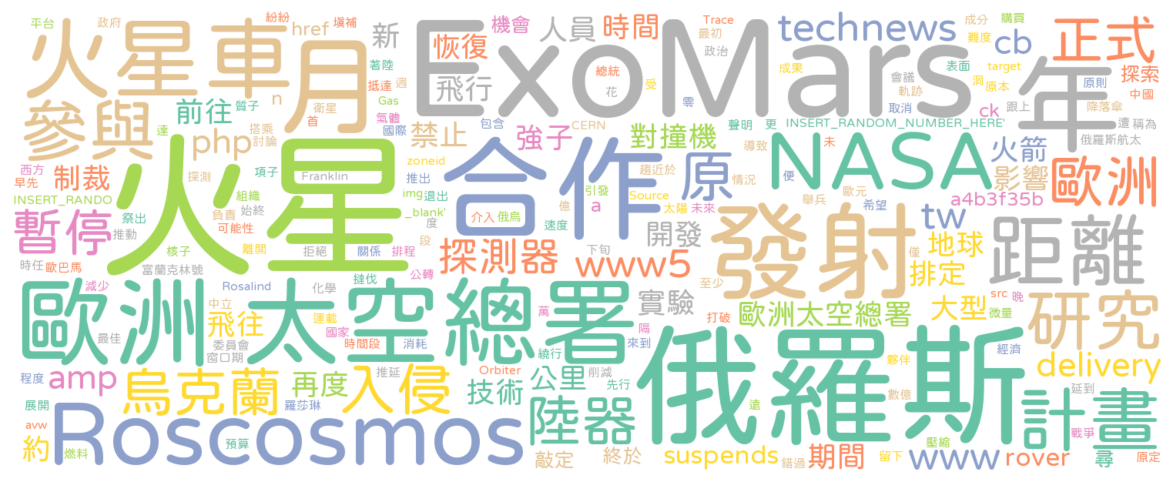 平台
政府
紛紛
填補
機會
人員
時間
Trace
最初
technews
成分
購買
難度
cb
正式
火星車
月
href
新
恢復
飛行
ExoMars
年
著陸
抵達
週
總統
花
政治
受
成果
會議
軌跡
表面
target
原本
洞
原則
探索
中國
參與
前往
質子
n
衛星
首
Gas
氣體
國際
零
取消
ck
跟上
降落傘
遭
稱為
php
達
搭乘
討論
禁止
包含
強子
CERN
對撞機
聲明
更
INSERT_RANDOM_NUMBER_HERE'
導致
未
俄羅斯航太
西方
早先
制裁
探測
項子
zoneid
推出
合作
趨近於
原
情況
NASA
便
火箭
影響
歐洲
INSERT_RANDO
組織
Franklin
img
退出
引發
a
Source
太陽
未來
歐元
舉兵
希望
a4b3f35b
暫停
祭出
推動
負責
始終
可能性
火星
_blank'
度
介入
俄烏
億
速度
開發
發射
tw
僅
地球
距離
時任
歐巴馬
核子
離開
拒絕
關係
排程
段
探測器
下旬
www5
排定
減少
富蘭克林號
公轉
至少
src
晚
歐洲太空總署
Rosalind
化學
撻伐
萬
隔
實驗
打破
歐洲太空總署
大型
微量
研究
最佳
中立
飛往
運載
委員會
國家
窗口期
時間段
消耗
來到
繞行
俄羅斯
夥伴
經濟
程度
amp
烏克蘭
再度
推延
入侵
Orbiter
技術
公里
削減
先行
數億
delivery
延到
展開
羅莎琳
陸器
遠
計畫
戰爭
avw
約
燃料
Roscosmos
預算
敲定
終於
suspends
錯過
期間
留下
壓縮
www
rover
尋
原定